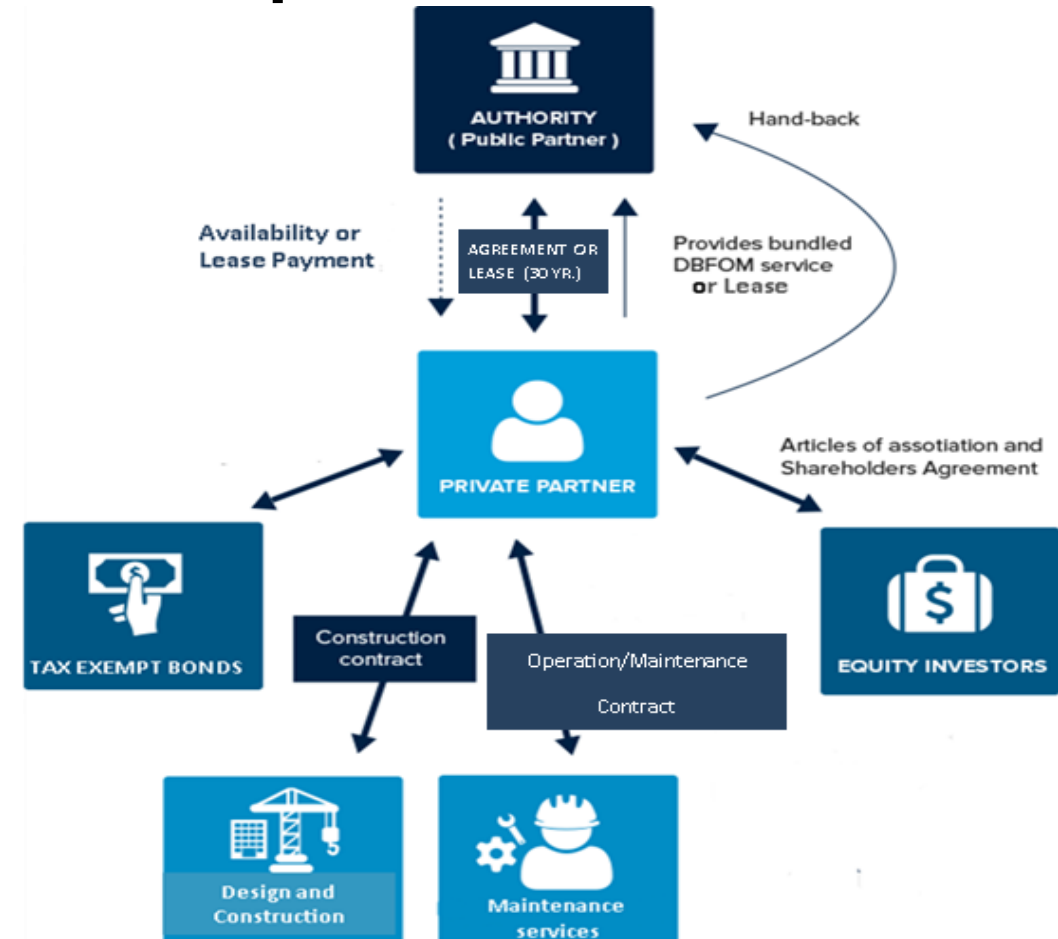 AUTHORITY
( Public Partner )
Hand-back
Availability or
Lease Payment
AGREEMENT OR
LEASE (30 YR.)
Provides bundled
DBFOM service
or Lease
PRIVATE PARTNER
Articles of assotiation and
Shareholders Agreement
TAX EXEMPT BONDS
Construction
contract
Operation/Maintenance
Contract
EQUITY INVESTORS
Design and
Construction
Maintenance
services